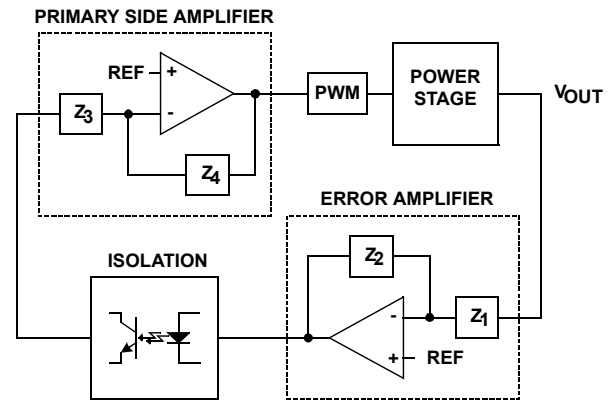 PRIMARY SIDE AMPLIFIER
REF + 
-
Z3
Z4
PWM
POWER
STAGE
VOUT
ERROR AMPLIFIER
ISOLATION
Z2
-
Z1
+ REF